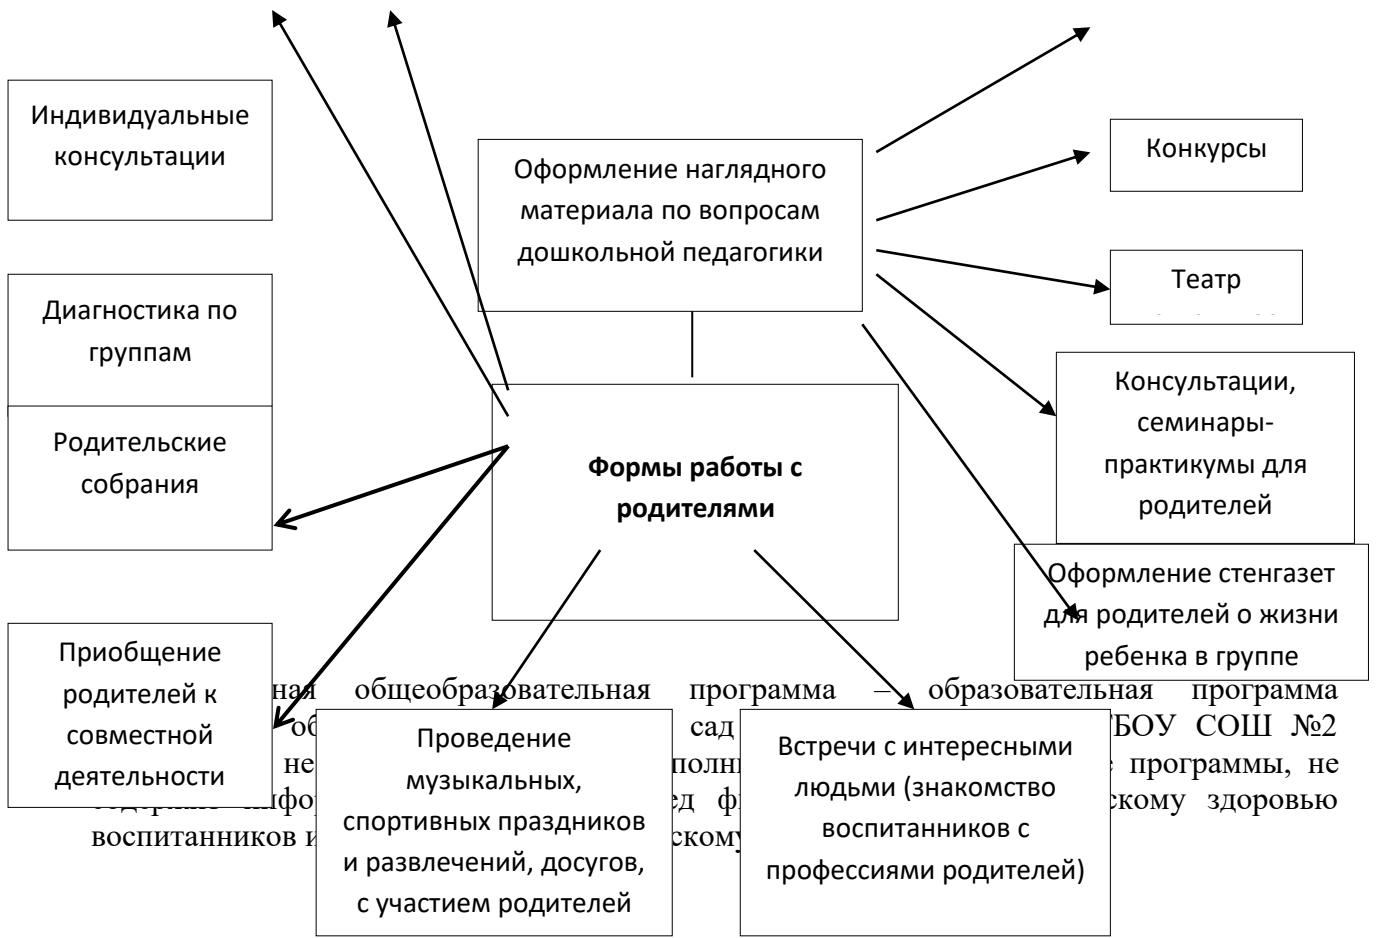 Индивидуальные
консультации
Оформление наглядного
материала по вопросам
дошкольной педагогики
Конкурсы
Театр
Диагностика по
группам
Родительские
собрания
Формы работы с
родителями
Консультации,
семинары-
практикумы для
родителей
Оформление стенгазет
для родителей о жизни
ребенка в группе
Приобщение
родителей к
совместной
деятельности
общеобразовательная программа – образовательная программа
сад СОШ №2
не программы, не
здоровью
воспитанников
Проведение
музыкальных,
спортивных праздников
и развлечений, досугов,
с участием родителей
Встречи с интересными
людьми (знакомство
воспитанников с
профессиями родителей)